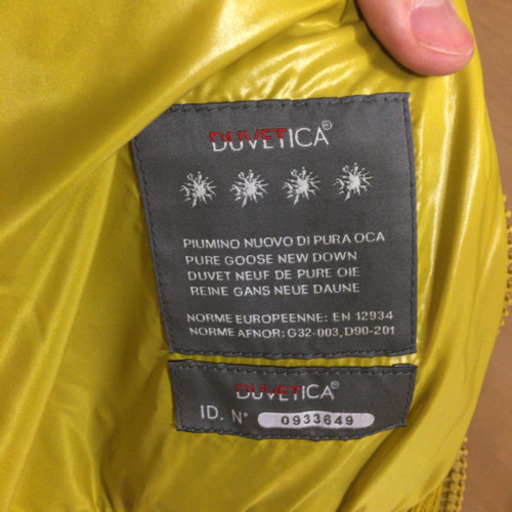 DUVETICA®
PIUMINO NUOVO DI PURA OCA
PURE GOOSE NEW DOWN
DUVET NEUF DE PURE OIE
REINE GANS NEUE DAUNE
NORME EUROPEENNE: EN 12934
NORME AFNOR: G32-003, D90-201
DUVETICA®
ID. N° 0933649